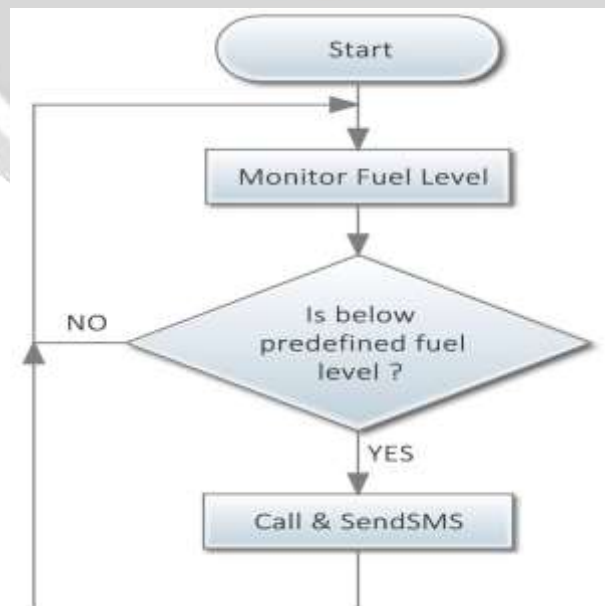 Start
Monitor Fuel Level
Is below
predefined fuel
level ?
NO
YES
Call & SendSMS